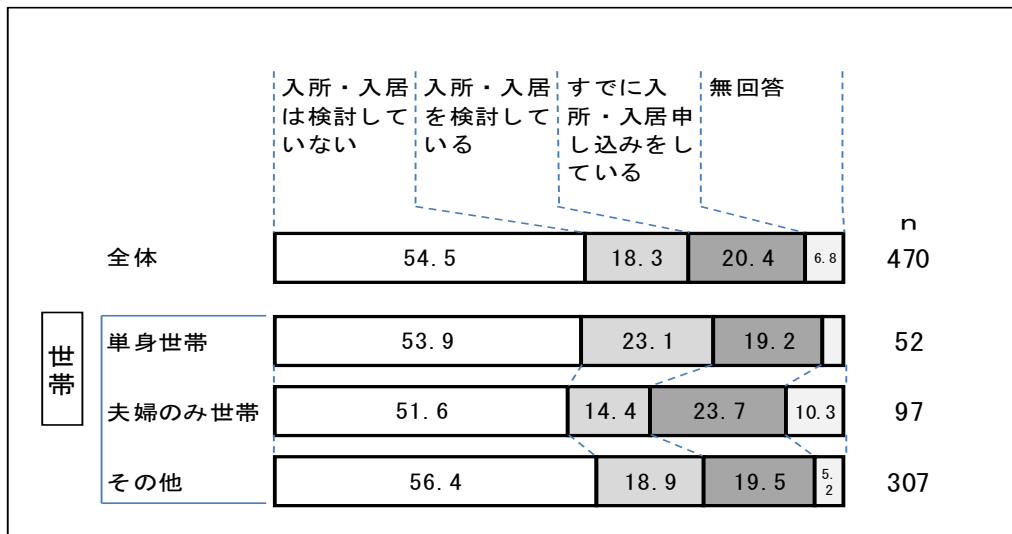 入所・入居
は検討して
いない
入所・入居
を検討して
いる
すでに入
所・入居申
し込みをし
ている
無回答
n
全体 54.5 18.3 20.4 6.8 470
世帯
単身世帯 53.9 23.1 19.2 52
夫婦のみ世帯 51.6 14.4 23.7 10.3 97
その他 56.4 18.9 19.5 5.2 307